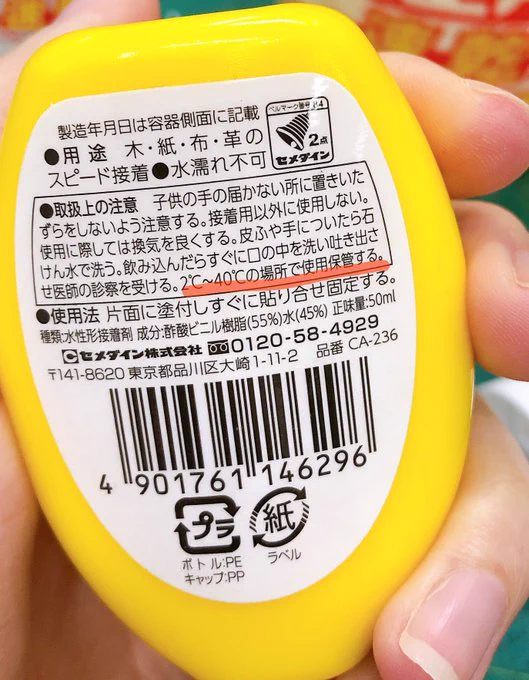 製造年月日は容器側面に記載
ベルマーク番号
2点
セメダイン
●用途 木・紙・布・革の
スピード接着●水濡れ不可
●取扱上の注意 子供の手の届かない所に置きいた
ずらをしないよう注意する。接着用以外に使用しない。
使用に際しては換気を良くする。皮ふや手についたら石
けん水で洗う。飲み込んだらすぐに口の中を洗い吐き出さ
せ医師の診察を受ける。2℃〜40℃の場所で使用保管する。
●使用法 片面に塗付しすぐに貼り合せ固定する。
種類:水性形接着剤 成分:酢酸ビニル樹脂(55%)水(45%) 正味量:50ml
セメダイン株式会社 0120-58-4929
〒141-8620 東京都品川区大崎1-11-2 品番 CA-236
4 901761 146296
プラ
紙
ボトル:PE
キャップ:PP
ラベル